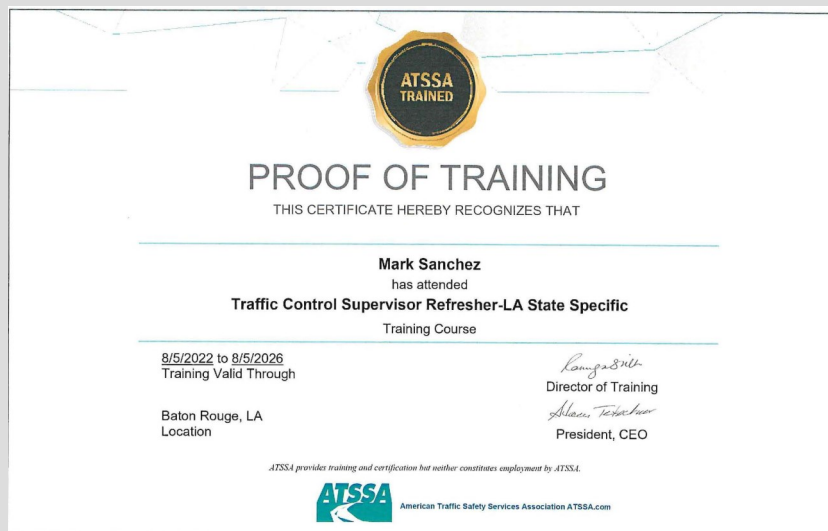 ATSSA
TRAINED
PROOF OF TRAINING
THIS CERTIFICATE HEREBY RECOGNIZES THAT
Mark Sanchez
has attended
Traffic Control Supervisor Refresher-LA State Specific
Training Course
8/5/2022 to 8/5/2026
Training Valid Through
Director of Training
Baton Rouge, LA
Location
President, CEO
ATSSA provides training and certification but neither constitutes employment by ATSSA.
ATSSA
American Traffic Safety Services Association ATSSA.com